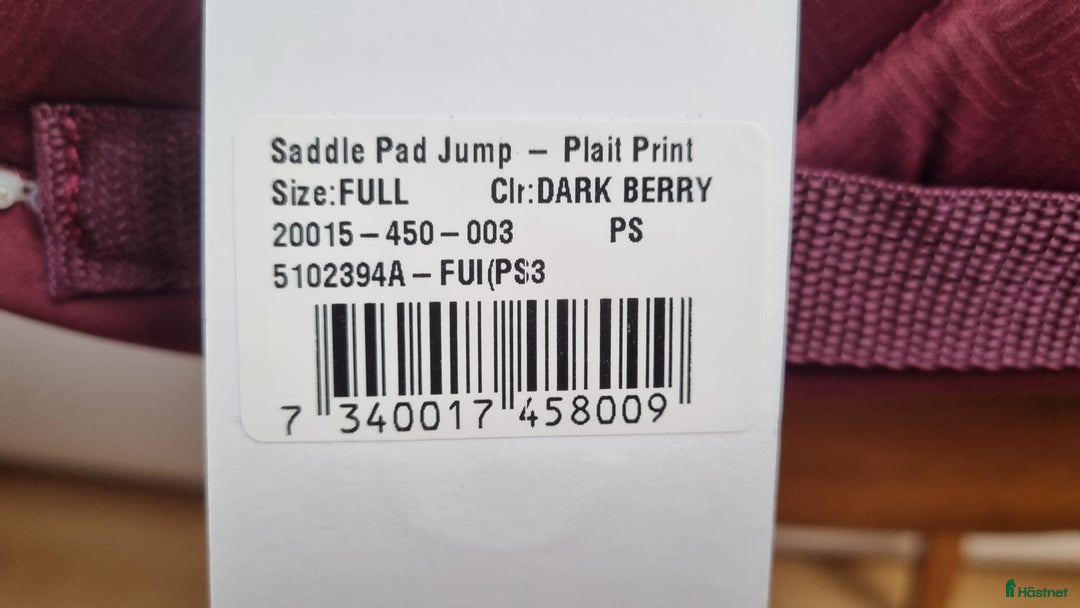 Saddle Pad Jump – Plait Print
Size:FULL Clr:DARK BERRY
20015-450-003 PS
5102394A-FUI(PS3
7 340017 458009
Hästnet